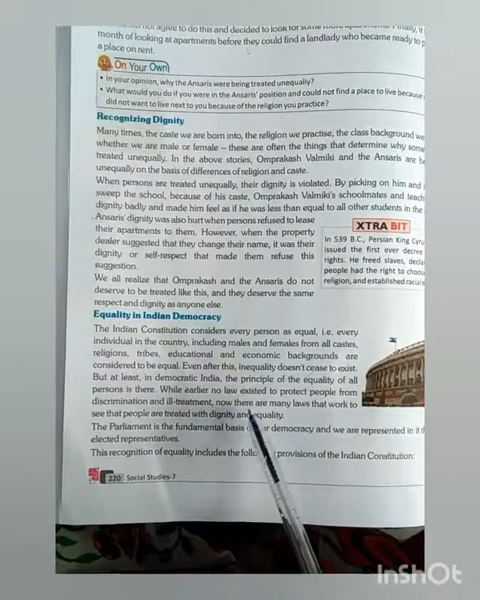 month of looking at apartments before they could find a landlady who became ready to
a place on rent.
On Your Own
• In your opinion, why the Ansaris were being treated unequally?
• What would you do if you were in the Ansaris' position and could not find a place to live because
did not want to live next to you because of the religion you practise?
Recognizing Dignity
Many times, the caste we are born into, the religion we practise, the class background we
whether we are male or female – these are often the things that determine why some
treated unequally. In the above stories, Omprakash Valmiki and the Ansaris are be
unequally on the basis of differences of religion and caste.
When persons are treated unequally, their dignity is violated. By picking on him and
sweep the school, because of his caste, Omprakash Valmiki's schoolmates and teach
dignity badly and made him feel as if he was less than equal to all other students in the
Ansaris' dignity was also hurt when persons refused to lease
their apartments to them. However, when the property
dealer suggested that they change their name, it was their
dignity or self-respect that made them refuse this
suggestion.
XTRA BIT
In 539 B.C., Persian King Cyru
issued the first ever decree
rights. He freed slaves, decla
people had the right to choos
religion, and established racial e
We all realize that Omprakash and the Ansaris do not
deserve to be treated like this, and they deserve the same
respect and dignity as anyone else.
Equality in Indian Democracy
The Indian Constitution considers every person as equal, i.e. every
individual in the country, including males and females from all castes,
religions, tribes, educational and economic backgrounds are
considered to be equal. Even after this, inequality doesn't cease to exist.
But at least, in democratic India, the principle of the equality of all
persons is there. While earlier no law existed to protect people from
discrimination and ill-treatment, now there are many laws that work to
see that people are treated with dignity and equality.
The Parliament is the fundamental basis democracy and we are represented in it
elected representatives.
This recognition of equality includes the provisions of the Indian Constitution:
220 Social Studies-7
InShOt